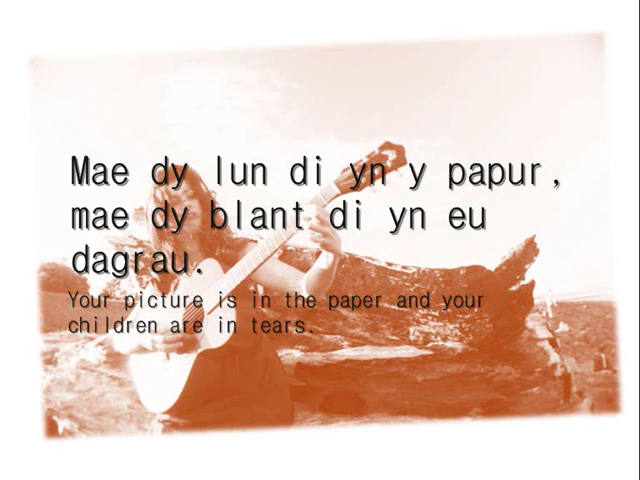 Mae dy lun di yn y papur,
mae dy blant di yn eu
dagrau.
Your picture is in the paper and your
children are in tears.